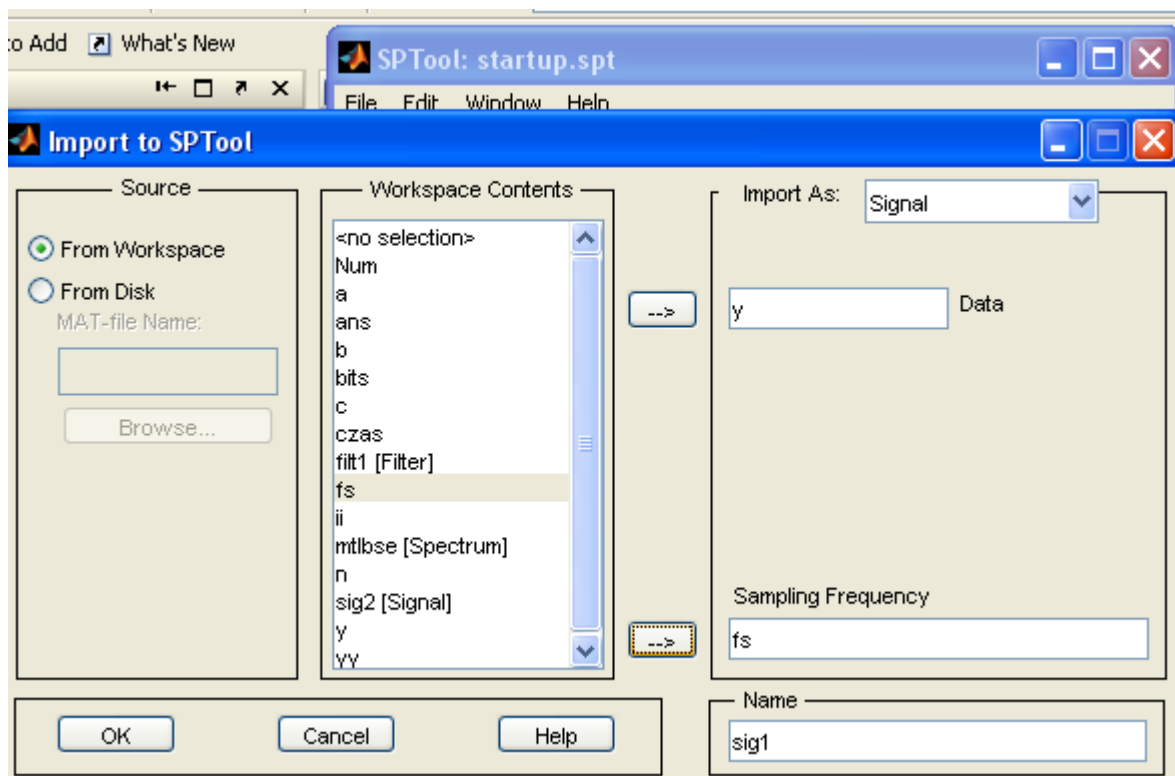 to Add What's New
SPTool: startup.spt
File Edit Window Help
Import to SPTool
Source
From Workspace
From Disk
MAT-file Name:
Browse...
Workspace Contents
<no selection>
Num
a
ans
b
bits
c
czas
filt1 [Filter]
fs
ii
mtlbse [Spectrum]
n
sig2 [Signal]
y
yy
-->
-->
Import As: Signal
y Data
Sampling Frequency
fs
OK Cancel Help
Name
sig1